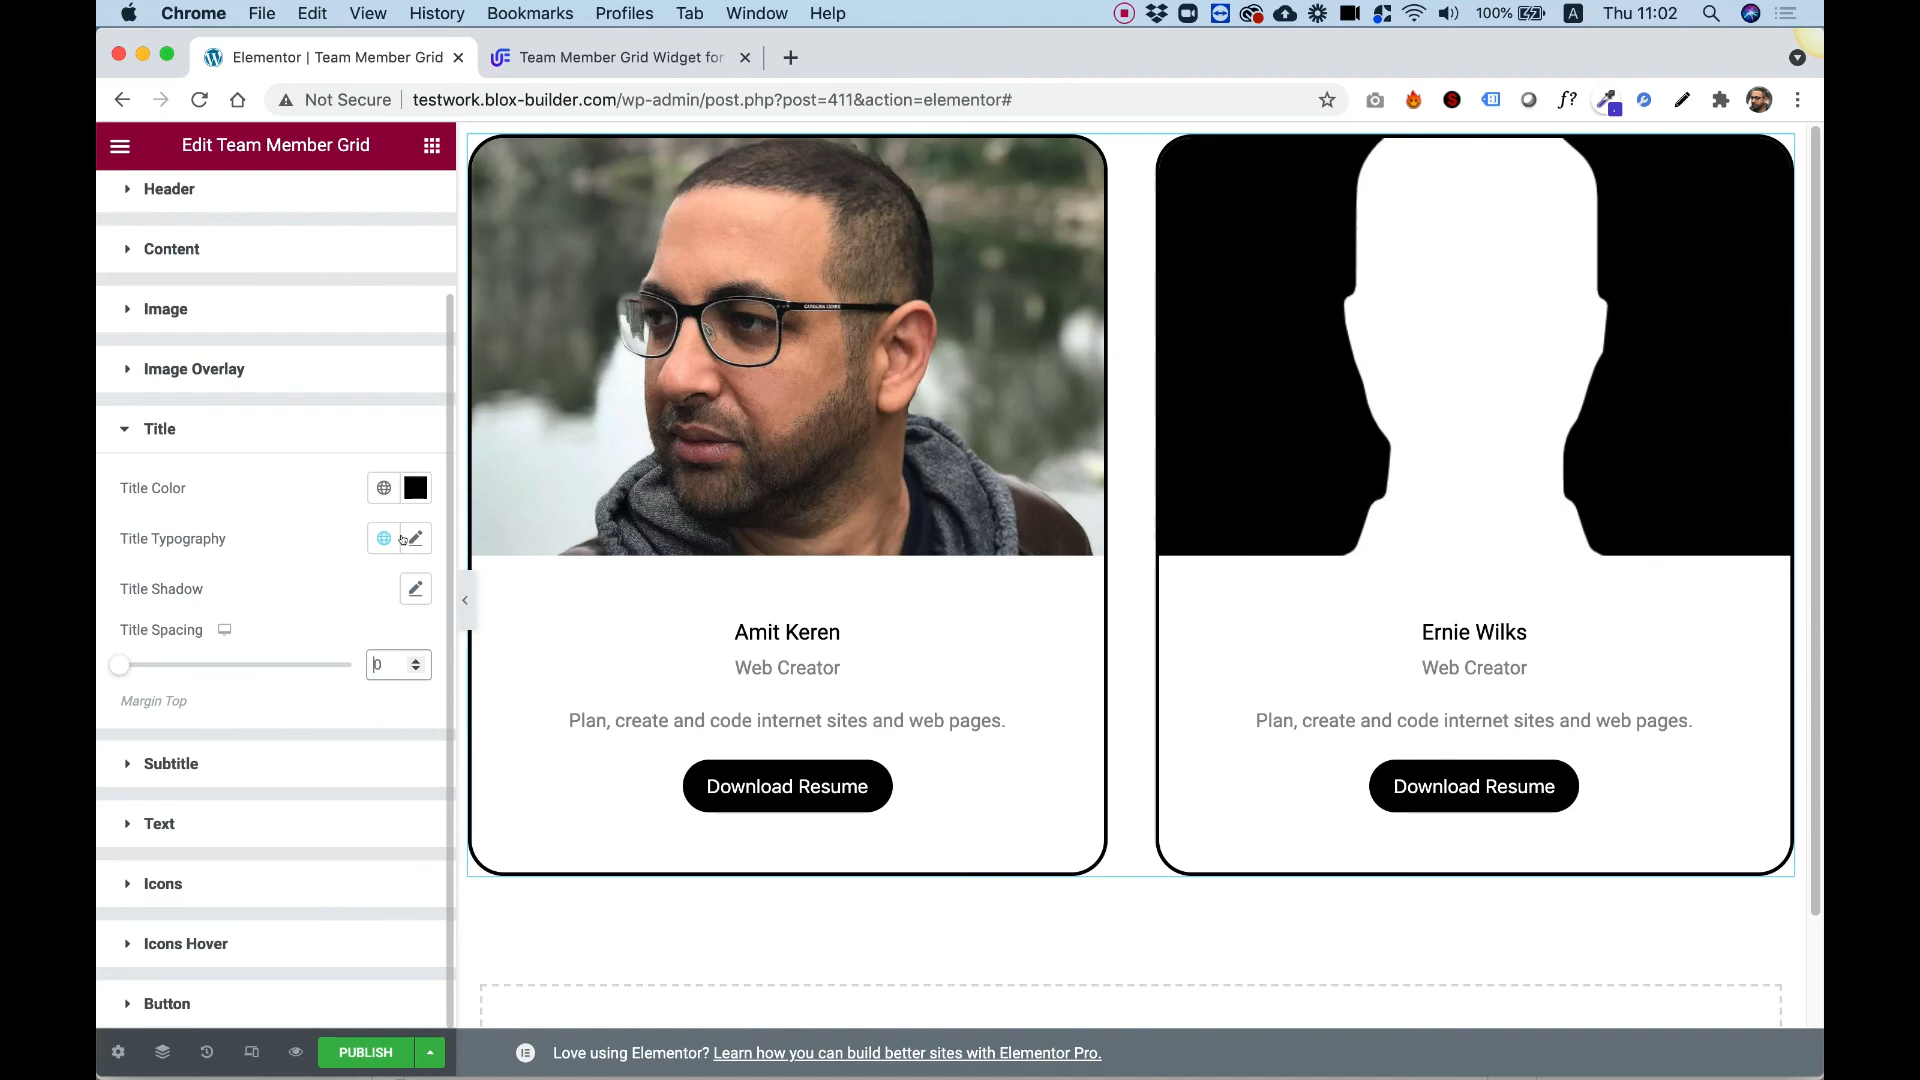 Chrome File Edit View History Bookmarks Profiles Tab Window Help 100% A Thu 11:02
Elementor | Team Member Grid Team Member Grid Widget for
Not Secure testwork.blox-builder.com/wp-admin/post.php?post=411&action=elementor# f?
Edit Team Member Grid
Header
Content
Image
Image Overlay
Title
Title Color
Title Typography
Title Shadow
Title Spacing
0
Margin Top
Subtitle
Text
Icons
Icons Hover
Button
PUBLISH
Amit Keren
Web Creator
Plan, create and code internet sites and web pages.
Download Resume
Ernie Wilks
Web Creator
Plan, create and code internet sites and web pages.
Download Resume
Love using Elementor? Learn how you can build better sites with Elementor Pro.